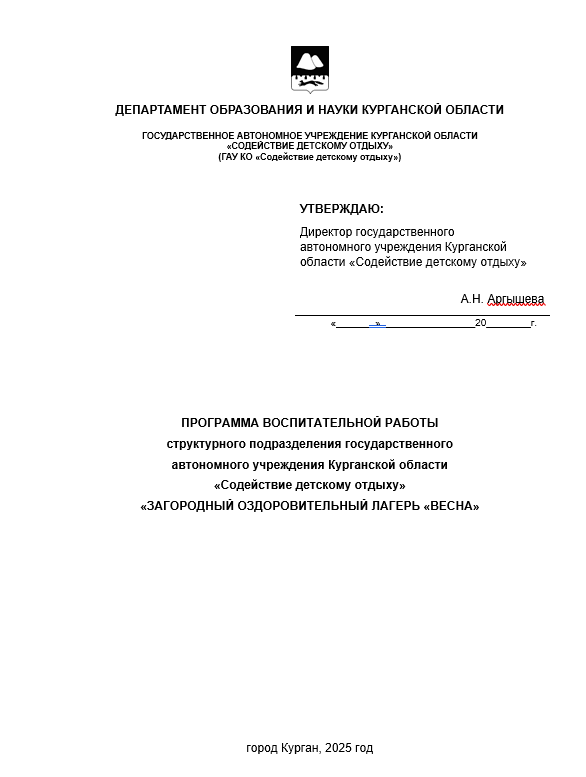 ДЕПАРТАМЕНТ ОБРАЗОВАНИЯ И НАУКИ КУРГАНСКОЙ ОБЛАСТИ
ГОСУДАРСТВЕННОЕ АВТОНОМНОЕ УЧРЕЖДЕНИЕ КУРГАНСКОЙ ОБЛАСТИ
«СОДЕЙСТВИЕ ДЕТСКОМУ ОТДЫХУ»
(ГАУ КО «Содействие детскому отдыху»)
УТВЕРЖДАЮ:
Директор государственного
автономного учреждения Курганской
области «Содействие детскому отдыху»
А.Н. Аргышева
«______»________________20________г.
ПРОГРАММА ВОСПИТАТЕЛЬНОЙ РАБОТЫ
структурного подразделения государственного
автономного учреждения Курганской области
«Содействие детскому отдыху»
«ЗАГОРОДНЫЙ ОЗДОРОВИТЕЛЬНЫЙ ЛАГЕРЬ «ВЕСНА»
город Курган, 2025 год